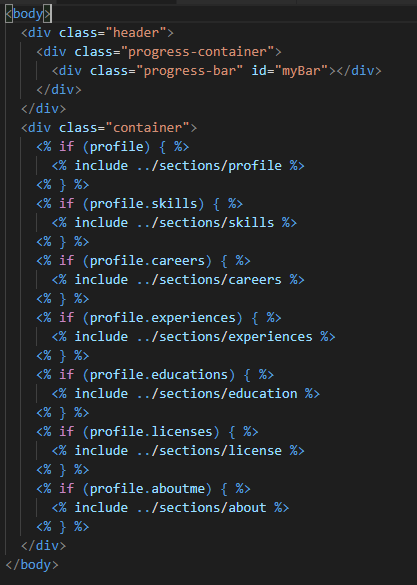 <body>
<div class="header">
<div class="progress-container">
<div class="progress-bar" id="myBar"></div>
</div>
</div>
<div class="container">
<% if (profile) { %>
<% include ../sections/profile %>
<% } %>
<% if (profile.skills) { %>
<% include ../sections/skills %>
<% } %>
<% if (profile.careers) { %>
<% include ../sections/careers %>
<% } %>
<% if (profile.experiences) { %>
<% include ../sections/experiences %>
<% } %>
<% if (profile.educations) { %>
<% include ../sections/education %>
<% } %>
<% if (profile.licenses) { %>
<% include ../sections/license %>
<% } %>
<% if (profile.aboutme) { %>
<% include ../sections/about %>
<% } %>
</div>
</body>